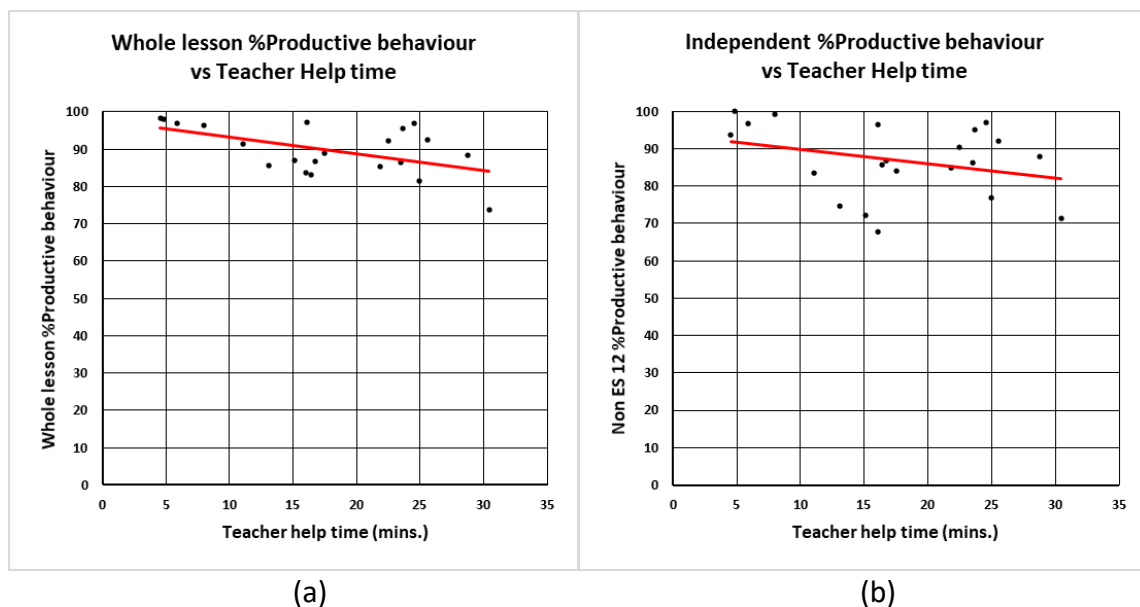 Whole lesson %Productive behaviour
vs Teacher Help time
Whole lesson %Productive behaviour
100
90
80
70
60
50
40
30
20
10
0
0 5 10 15 20 25 30 35
Teacher help time (mins.)
(a)
Independent %Productive behaviour
vs Teacher Help time
Non ES 12 %Productive behaviour
100
90
80
70
60
50
40
30
20
10
0
0 5 10 15 20 25 30 35
Teacher help time (mins.)
(b)